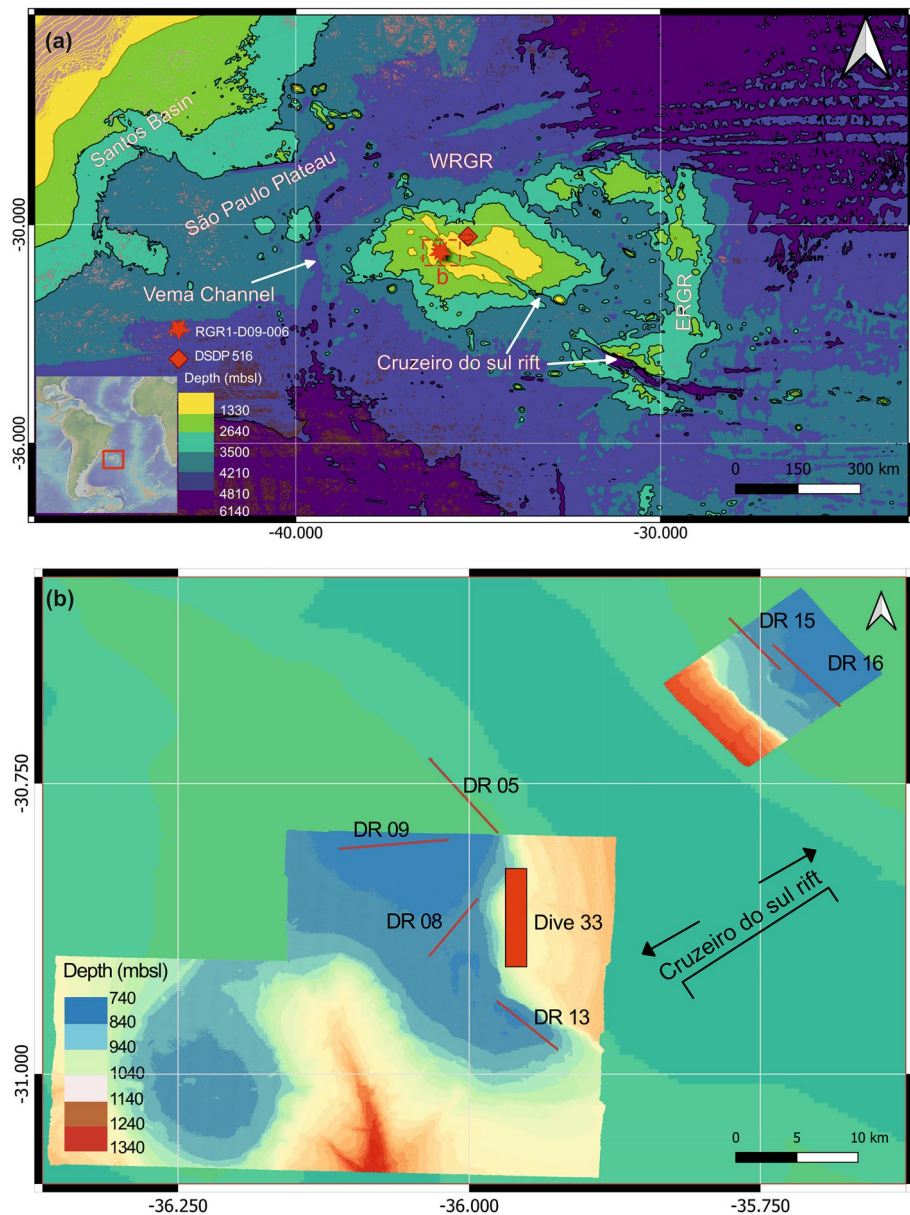 (a)
Santos Basin
São Paulo Plateau
WRGR
-30.000
b
Vema Channel
ERGR
RGR1-D09-006
DSDP 516
Cruzeiro do sul rift
Depth (mbsl)
1330
2640
3500
4210
4810
6140
-36.000
0 150 300 km
-40.000 -30.000
(b)
DR 15
DR 16
-30.750
DR 05
DR 09
DR 08
Dive 33
Cruzeiro do sul rift
Depth (mbsl)
740
840
940
1040
1140
1240
1340
DR 13
-31.000
0 5 10 km
-36.250 -36.000 -35.750